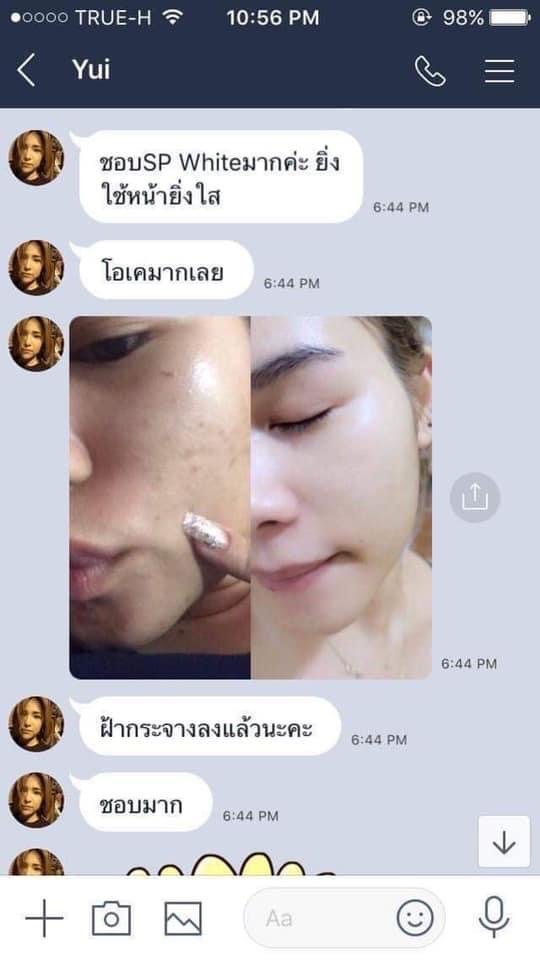 TRUE-H 10:56 PM 98%
Yui
ชอบSP Whiteมากค่ะ ยิ่ง
ใช้หน้ายิ่งใส
6:44 PM
โอเคมากเลย
6:44 PM
6:44 PM
ฝ้ากระจางลงแล้วนะคะ
6:44 PM
ชอบมาก
6:44 PM
Aa